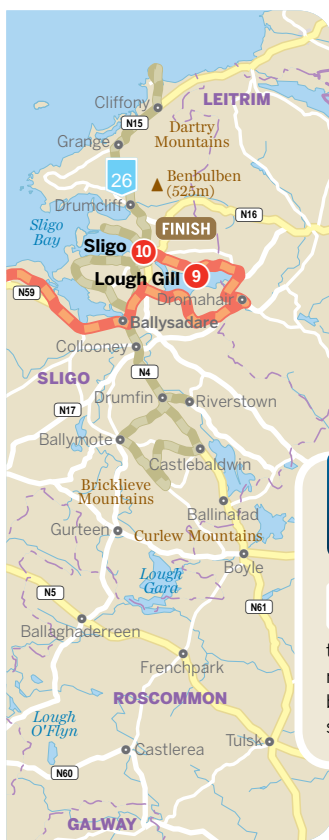 Cliffony
LEITRIM
N15
Dartry
Mountains
Grange
26
Benbulben
(525m)
Drumcliff
N16
FINISH
Sligo
Bay
Sligo
10
Lough Gill
9
N59
Dromahair
Ballysadare
Collooney
N4
SLIGO
Drumfin
Riverstown
N17
Ballymote
Castlebaldwin
Bricklieve
Mountains
Ballinafad
Gurteen
Curlew Mountains
Boyle
Lough
Gara
N5
N61
Ballaghaderreen
Frenchpark
ROSCOMMON
Lough
O'Flyn
Tulsk
Castlerea
N60
GALWAY